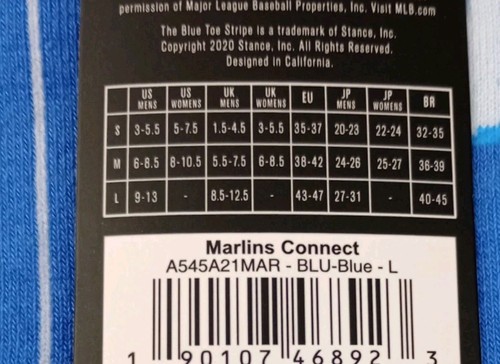 permission of Major League Baseball Properties, Inc. Visit MLB.com
The Blue Toe Stripe is a trademark of Stance, Inc.
Copyright 2020 Stance, Inc. All Rights Reserved.
Designed in California.
US MENS US WOMENS UK MENS UK WOMENS EU JP MENS JP WOMENS BR
S 3-5.5 5-7.5 1.5-4.5 3-5.5 35-37 20-23 22-24 32-35
M 6-8.5 8-10.5 5.5-7.5 6-8.5 38-42 24-26 25-27 36-39
L 9-13 - 8.5-12.5 - 43-47 27-31 - 40-45
Marlins Connect
A545A21MAR - BLU-Blue - L
1 90107 46892 3